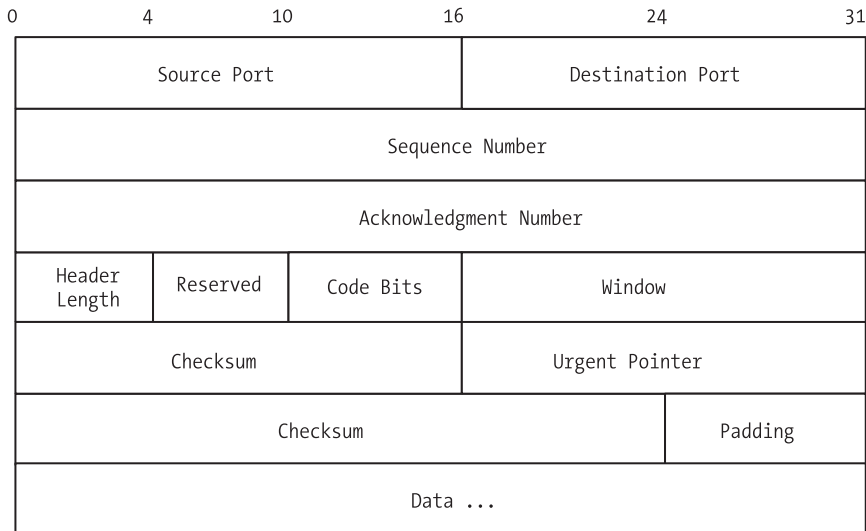 0 4 10 16 24 31
Source Port Destination Port
Sequence Number
Acknowledgment Number
Header
Length Reserved Code Bits Window
Checksum Urgent Pointer
Checksum Padding
Data ...